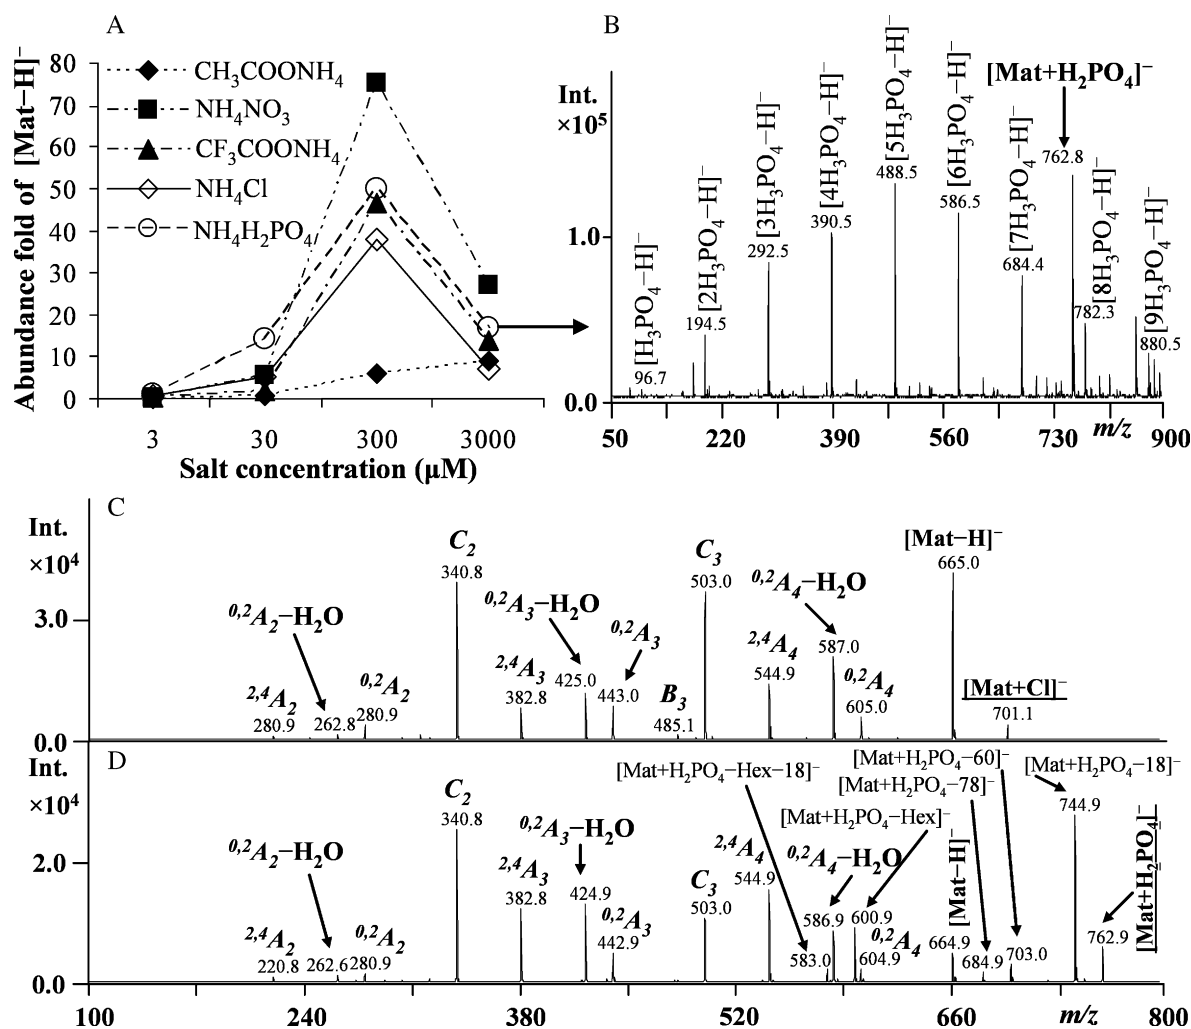 A
Abundance fold of [Mat−H]⁻
80
70
60
50
40
30
20
10
0
CH₃COONH₄
NH₄NO₃
CF₃COONH₄
NH₄Cl
NH₄H₂PO₄
3 30 300 3000
Salt concentration (μM)
B
Int.
×10⁵
1.0
0.0
[H₃PO₄−H]⁻
96.7
[2H₃PO₄−H]⁻
194.5
[3H₃PO₄−H]⁻
292.5
[4H₃PO₄−H]⁻
390.5
[5H₃PO₄−H]⁻
488.5
[6H₃PO₄−H]⁻
586.5
[7H₃PO₄−H]⁻
684.4
[Mat+H₂PO₄]⁻
762.8
[8H₃PO₄−H]⁻
782.3
[9H₃PO₄−H]⁻
880.5
50 220 390 560 730 m/z 900
C
Int.
×10⁴
3.0
0.0
²,⁴A₂
280.9
⁰,²A₂−H₂O
262.8
⁰,²A₂
280.9
C₂
340.8
²,⁴A₃
382.8
⁰,²A₃−H₂O
425.0
⁰,²A₃
443.0
B₃
485.1
C₃
503.0
²,⁴A₄
544.9
⁰,²A₄−H₂O
587.0
⁰,²A₄
605.0
[Mat−H]⁻
665.0
[Mat+Cl]⁻
701.1
D
Int.
×10⁴
2.0
0.0
²,⁴A₂
220.8
⁰,²A₂−H₂O
262.6
⁰,²A₂
280.9
C₂
340.8
²,⁴A₃
382.8
⁰,²A₃−H₂O
424.9
⁰,²A₃
442.9
C₃
503.0
²,⁴A₄
544.9
[Mat+H₂PO₄−Hex−18]⁻
583.0
⁰,²A₄−H₂O
586.9
[Mat+H₂PO₄−Hex]⁻
600.9
⁰,²A₄
604.9
[Mat−H]⁻
664.9
[Mat+H₂PO₄−78]⁻
684.9
[Mat+H₂PO₄−60]⁻
703.0
[Mat+H₂PO₄−18]⁻
744.9
[Mat+H₂PO₄]⁻
762.9
100 240 380 520 660 m/z 800